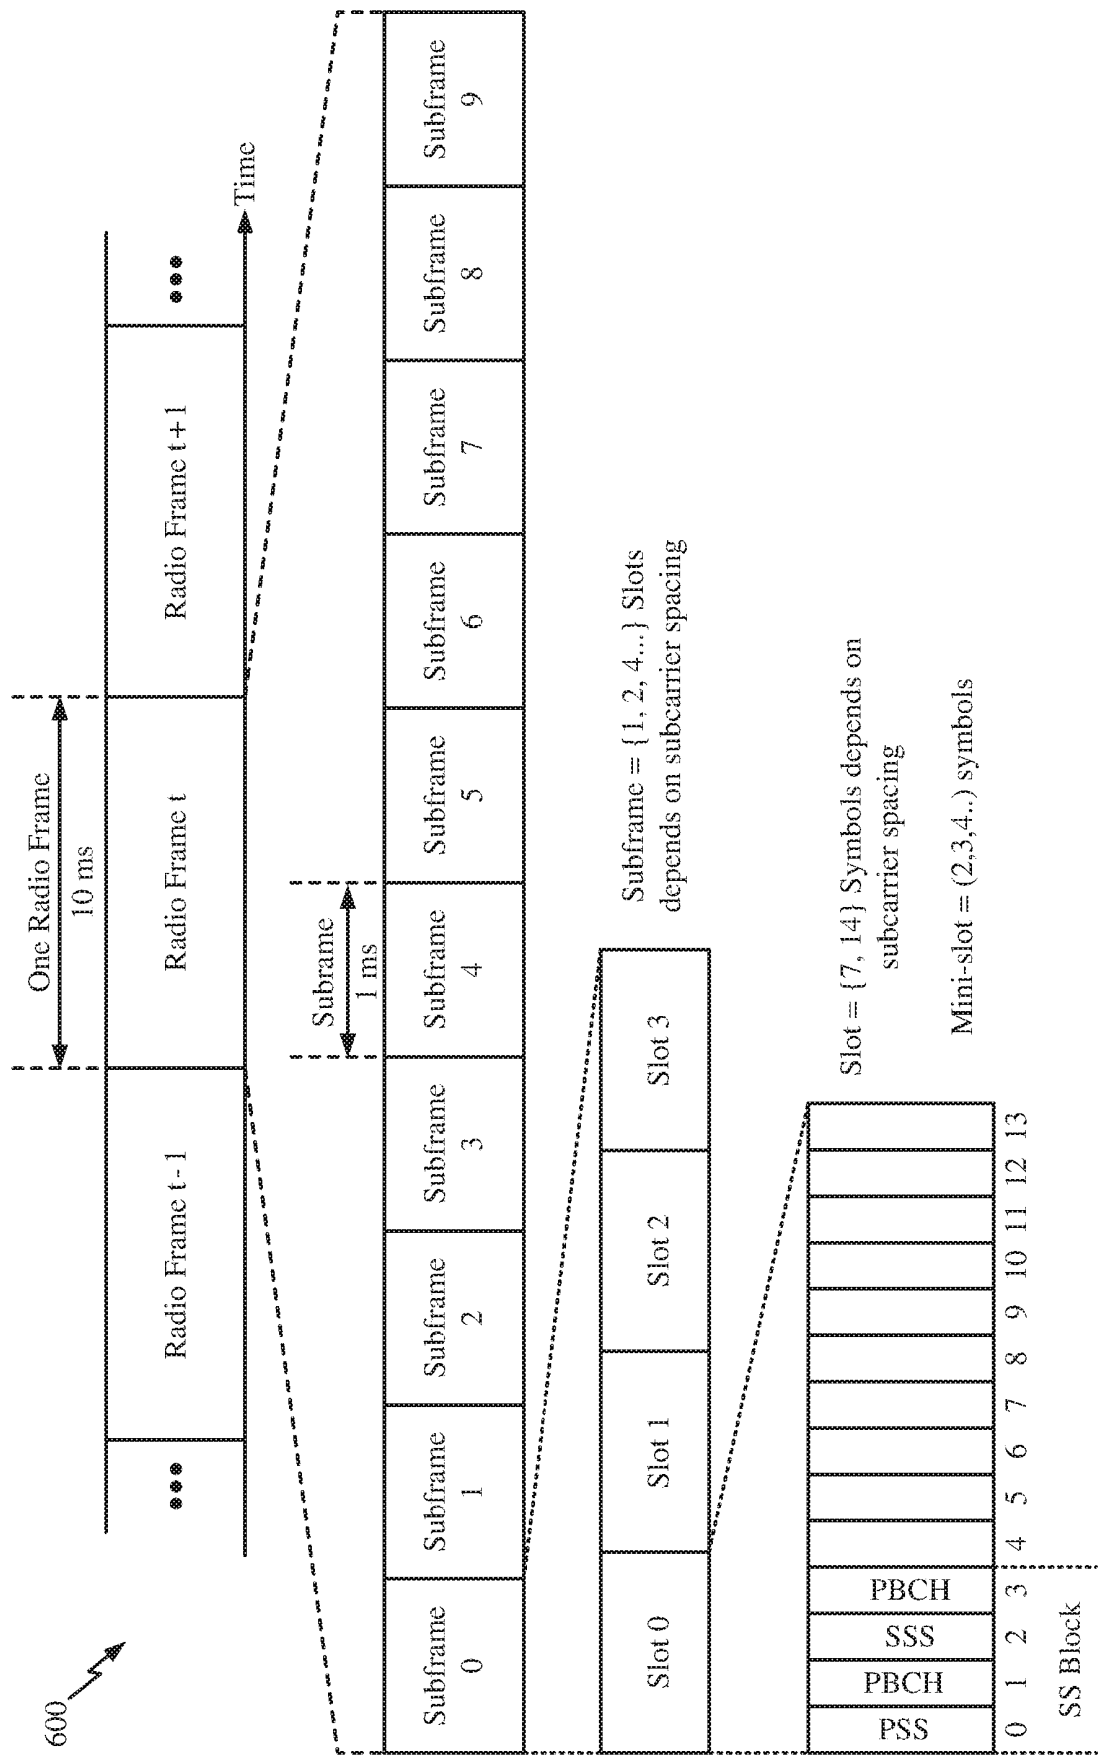 600
One Radio Frame
10 ms
••• Radio Frame t-1 Radio Frame t Radio Frame t+1 •••
Time
Subrame
1 ms
Subframe 0
Subframe 1
Subframe 2
Subframe 3
Subframe 4
Subframe 5
Subframe 6
Subframe 7
Subframe 8
Subframe 9
Slot 0 Slot 1 Slot 2 Slot 3
Subframe = {1, 2, 4...} Slots
depends on subcarrier spacing
PSS PBCH SSS PBCH
0 1 2 3 4 5 6 7 8 9 10 11 12 13
SS Block
Slot = {7, 14} Symbols depends on
subcarrier spacing
Mini-slot = (2,3,4..) symbols